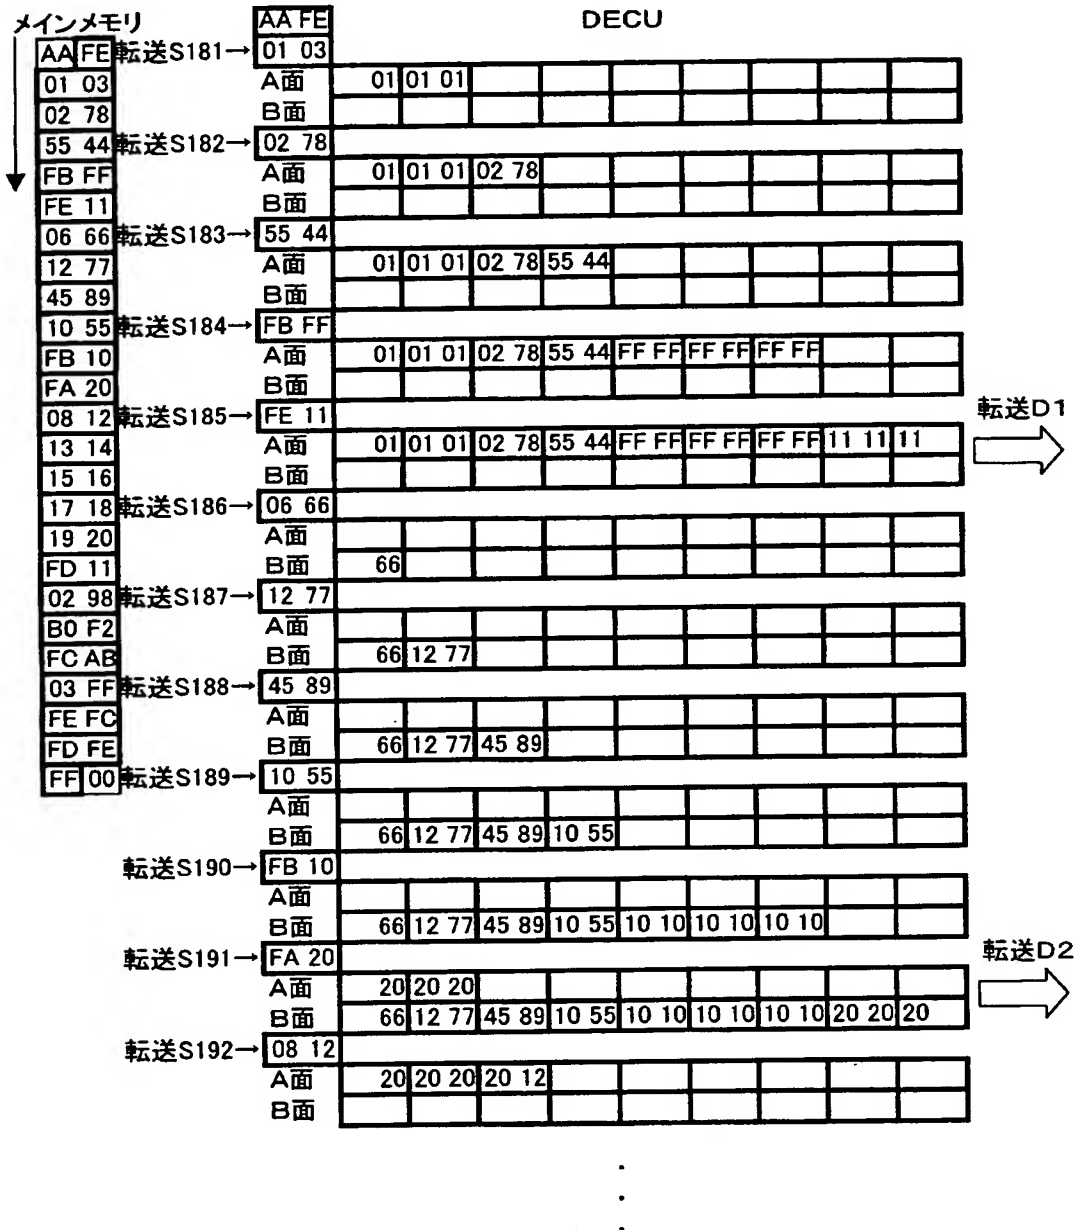 メインメモリ
AA FE
DECU
AA FE 転送S181→ 01 03
01 03 A面 01 01 01
02 78 B面
55 44 転送S182→ 02 78
FB FF A面 01 01 01 02 78
FE 11 B面
06 66 転送S183→ 55 44
12 77 A面 01 01 01 02 78 55 44
45 89 B面
10 55 転送S184→ FB FF
FB 10 A面 01 01 01 02 78 55 44 FF FF FF FF FF FF
FA 20 B面
08 12 転送S185→ FE 11 転送D1
13 14 A面 01 01 01 02 78 55 44 FF FF FF FF FF FF 11 11 11
15 16 B面
17 18 転送S186→ 06 66
19 20 A面
FD 11 B面 66
02 98 転送S187→ 12 77
B0 F2 A面
FC AB B面 66 12 77
03 FF 転送S188→ 45 89
FE FC A面
FD FE B面 66 12 77 45 89
FF 00 転送S189→ 10 55
A面
B面 66 12 77 45 89 10 55
転送S190→ FB 10
A面
B面 66 12 77 45 89 10 55 10 10 10 10 10 10
転送S191→ FA 20 転送D2
A面 20 20 20
B面 66 12 77 45 89 10 55 10 10 10 10 10 10 20 20 20
転送S192→ 08 12
A面 20 20 20 20 12
B面